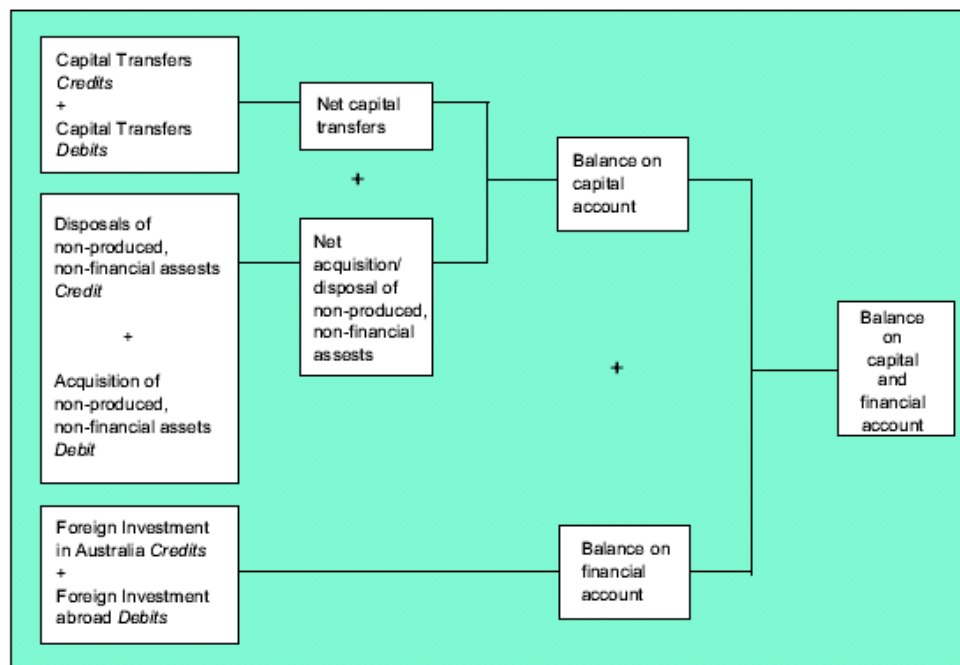 Capital Transfers
Credits
+
Capital Transfers
Debits
Net capital
transfers
+
Balance on
capital
account
Disposals of
non-produced,
non-financial assests
Credit
+
Acquisition of
non-produced,
non-financial assets
Debit
Net
acquisition/
disposal of
non-produced,
non-financial
assests
+
Balance
on
capital
and
financial
account
Foreign Investment
in Australia Credits
+
Foreign Investment
abroad Debits
Balance on
financial
account